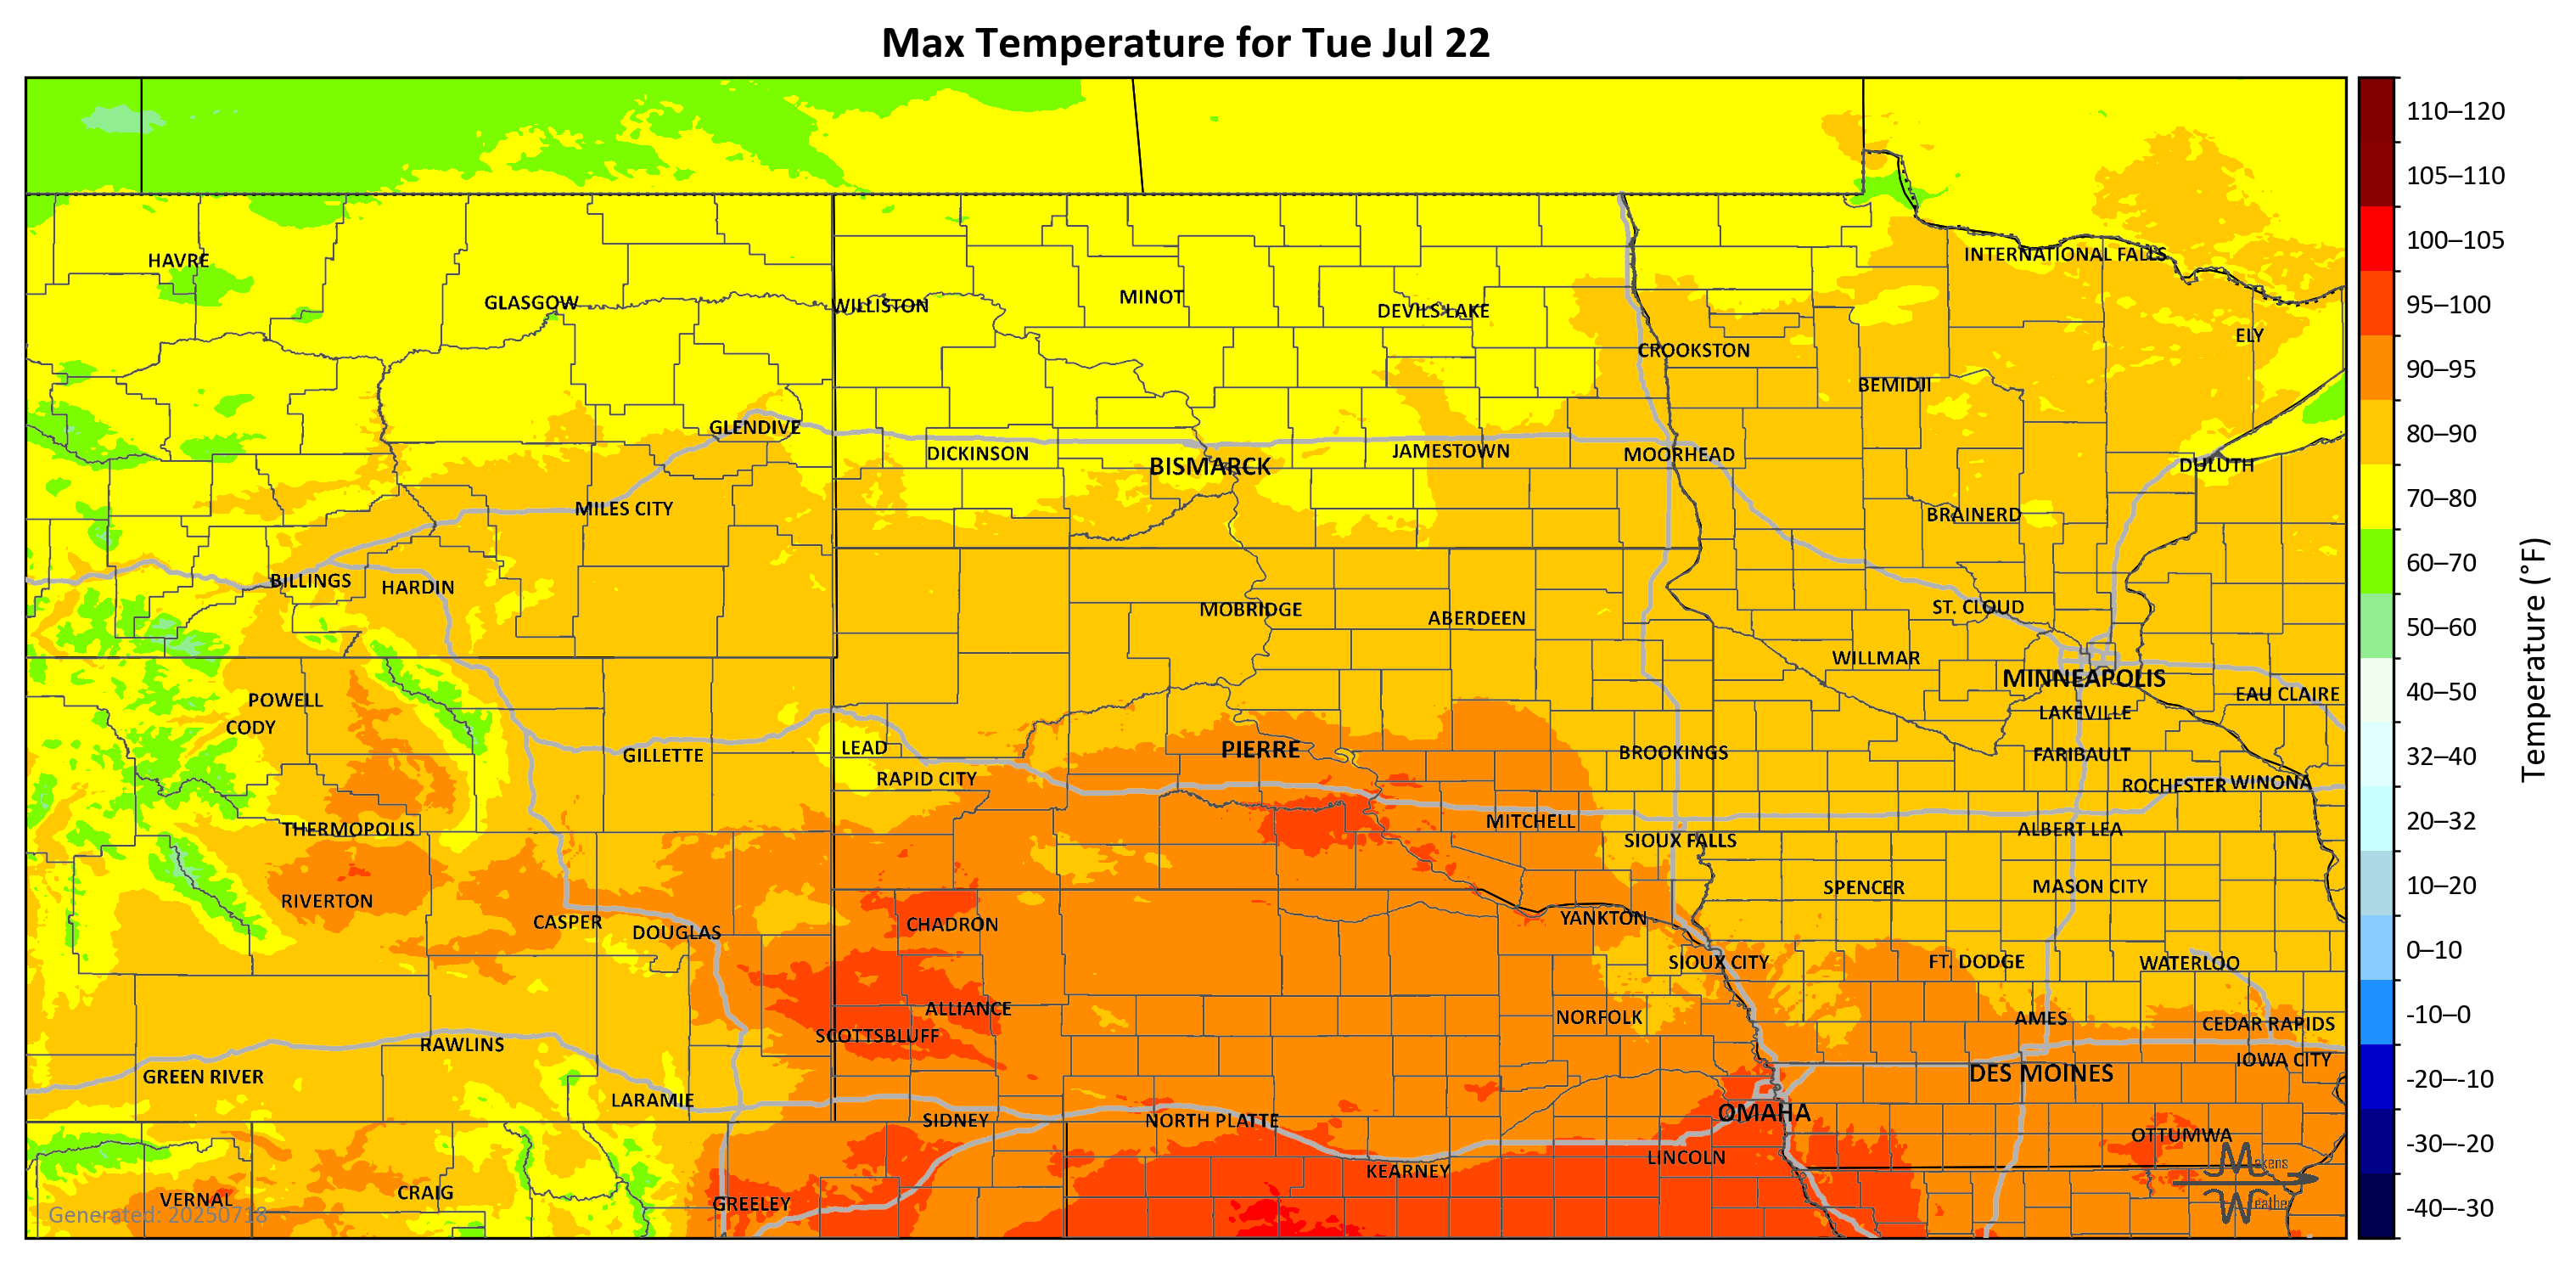 Max Temperature for Tue Jul 22
HAVRE
GLASGOW
WILLISTON
MINOT
DEVILS LAKE
CROOKSTON
INTERNATIONAL FALLS
ELY
BEMIDJI
GLENDIVE
DICKINSON
BISMARCK
JAMESTOWN
MOORHEAD
DULUTH
MILES CITY
BRAINERD
BILLINGS
HARDIN
MOBRIDGE
ABERDEEN
ST. CLOUD
WILLMAR
MINNEAPOLIS
EAU CLAIRE
POWELL
CODY
LAKEVILLE
GILLETTE
LEAD
PIERRE
BROOKINGS
FARIBAULT
RAPID CITY
ROCHESTER
WINONA
THERMOPOLIS
MITCHELL
SIOUX FALLS
ALBERT LEA
RIVERTON
SPENCER
MASON CITY
CASPER
DOUGLAS
CHADRON
YANKTON
SIOUX CITY
FT. DODGE
WATERLOO
ALLIANCE
NORFOLK
AMES
CEDAR RAPIDS
SCOTTSBLUFF
RAWLINS
IOWA CITY
GREEN RIVER
DES MOINES
LARAMIE
SIDNEY
NORTH PLATTE
OMAHA
OTTUMWA
LINCOLN
KEARNEY
VERNAL
CRAIG
GREELEY
Generated: 20250718
Makens
Weather
110–120
105–110
100–105
95–100
90–95
80–90
70–80
60–70
50–60
40–50
32–40
20–32
10–20
0–10
-10–0
-20–-10
-30–-20
-40–-30
Temperature (°F)